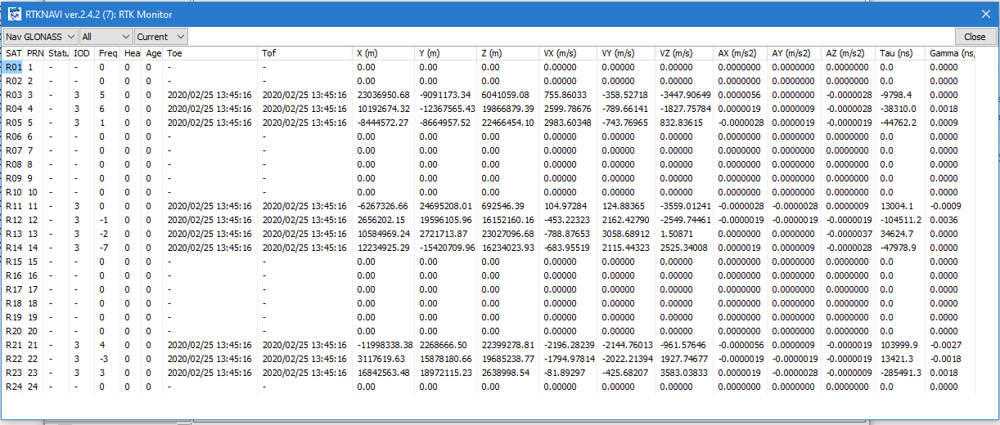 RTKNAVI ver.2.4.2 (7): RTK Monitor
Nav GLONASS All Current Close
SAT PRN Statu IOD Freq Hea Age Toe Tof X (m) Y (m) Z (m) VX (m/s) VY (m/s) VZ (m/s) AX (m/s2) AY (m/s2) AZ (m/s2) Tau (ns) Gamma (ns/
R01 1 - - 0 0 0 - - 0.00 0.00 0.00 0.00000 0.00000 0.00000 0.0000000 0.0000000 0.0000000 0.0 0.0000
R02 2 - - 0 0 0 - - 0.00 0.00 0.00 0.00000 0.00000 0.00000 0.0000000 0.0000000 0.0000000 0.0 0.0000
R03 3 - 3 5 0 0 2020/02/25 13:45:16 2020/02/25 13:45:16 23036950.68 -9091173.34 6041059.08 755.86033 -358.52718 -3447.90649 0.0000056 0.0000000 -0.0000028 -9798.4 0.0000
R04 4 - 3 6 0 0 2020/02/25 13:45:16 2020/02/25 13:45:16 10192674.32 -12367565.43 19866879.39 2599.78676 -789.66141 -1827.75784 0.0000019 0.0000009 -0.0000028 -38310.0 0.0018
R05 5 - 3 1 0 0 2020/02/25 13:45:16 2020/02/25 13:45:16 -8444572.27 -8664957.52 22466454.10 2983.60348 -743.76965 832.83615 -0.0000028 0.0000019 -0.0000019 -44762.2 0.0009
R06 6 - - 0 0 0 - - 0.00 0.00 0.00 0.00000 0.00000 0.00000 0.0000000 0.0000000 0.0000000 0.0 0.0000
R07 7 - - 0 0 0 - - 0.00 0.00 0.00 0.00000 0.00000 0.00000 0.0000000 0.0000000 0.0000000 0.0 0.0000
R08 8 - - 0 0 0 - - 0.00 0.00 0.00 0.00000 0.00000 0.00000 0.0000000 0.0000000 0.0000000 0.0 0.0000
R09 9 - - 0 0 0 - - 0.00 0.00 0.00 0.00000 0.00000 0.00000 0.0000000 0.0000000 0.0000000 0.0 0.0000
R10 10 - - 0 0 0 - - 0.00 0.00 0.00 0.00000 0.00000 0.00000 0.0000000 0.0000000 0.0000000 0.0 0.0000
R11 11 - 3 0 0 0 2020/02/25 13:45:16 2020/02/25 13:45:16 -6267326.66 24695208.01 692546.39 104.97284 124.88365 -3559.01241 -0.0000028 -0.0000028 0.0000009 13004.1 -0.0009
R12 12 - 3 -1 0 0 2020/02/25 13:45:16 2020/02/25 13:45:16 2656202.15 19596105.96 16152160.16 -453.22323 2162.42790 -2549.74461 -0.0000019 -0.0000019 -0.0000019 -104511.2 0.0036
R13 13 - 3 -2 0 0 2020/02/25 13:45:16 2020/02/25 13:45:16 10584969.24 2721713.87 23027096.68 -788.87653 3058.68912 1.50871 0.0000000 0.0000000 -0.0000037 34624.7 0.0000
R14 14 - 3 -7 0 0 2020/02/25 13:45:16 2020/02/25 13:45:16 12234925.29 -15420709.96 16234023.93 -683.95519 2115.44323 2525.34008 0.0000019 0.0000009 -0.0000028 -47978.9 0.0000
R15 15 - - 0 0 0 - - 0.00 0.00 0.00 0.00000 0.00000 0.00000 0.0000000 0.0000000 0.0000000 0.0 0.0000
R16 16 - - 0 0 0 - - 0.00 0.00 0.00 0.00000 0.00000 0.00000 0.0000000 0.0000000 0.0000000 0.0 0.0000
R17 17 - - 0 0 0 - - 0.00 0.00 0.00 0.00000 0.00000 0.00000 0.0000000 0.0000000 0.0000000 0.0 0.0000
R18 18 - - 0 0 0 - - 0.00 0.00 0.00 0.00000 0.00000 0.00000 0.0000000 0.0000000 0.0000000 0.0 0.0000
R19 19 - - 0 0 0 - - 0.00 0.00 0.00 0.00000 0.00000 0.00000 0.0000000 0.0000000 0.0000000 0.0 0.0000
R20 20 - - 0 0 0 - - 0.00 0.00 0.00 0.00000 0.00000 0.00000 0.0000000 0.0000000 0.0000000 0.0 0.0000
R21 21 - 3 4 0 0 2020/02/25 13:45:16 2020/02/25 13:45:16 -11998338.38 2268666.50 22399278.81 -2196.28239 -2144.76013 -961.57646 -0.0000056 0.0000009 -0.0000019 103999.9 -0.0027
R22 22 - 3 -3 0 0 2020/02/25 13:45:16 2020/02/25 13:45:16 3117619.63 15878180.66 19685238.77 -1794.97814 -2022.21394 1927.74677 -0.0000019 -0.0000019 -0.0000019 13421.3 -0.0018
R23 23 - 3 3 0 0 2020/02/25 13:45:16 2020/02/25 13:45:16 16842563.48 18972115.23 2638998.54 -81.89297 -425.68207 3583.03833 0.0000019 -0.0000028 -0.0000009 -285491.3 0.0018
R24 24 - - 0 0 0 - - 0.00 0.00 0.00 0.00000 0.00000 0.00000 0.0000000 0.0000000 0.0000000 0.0 0.0000